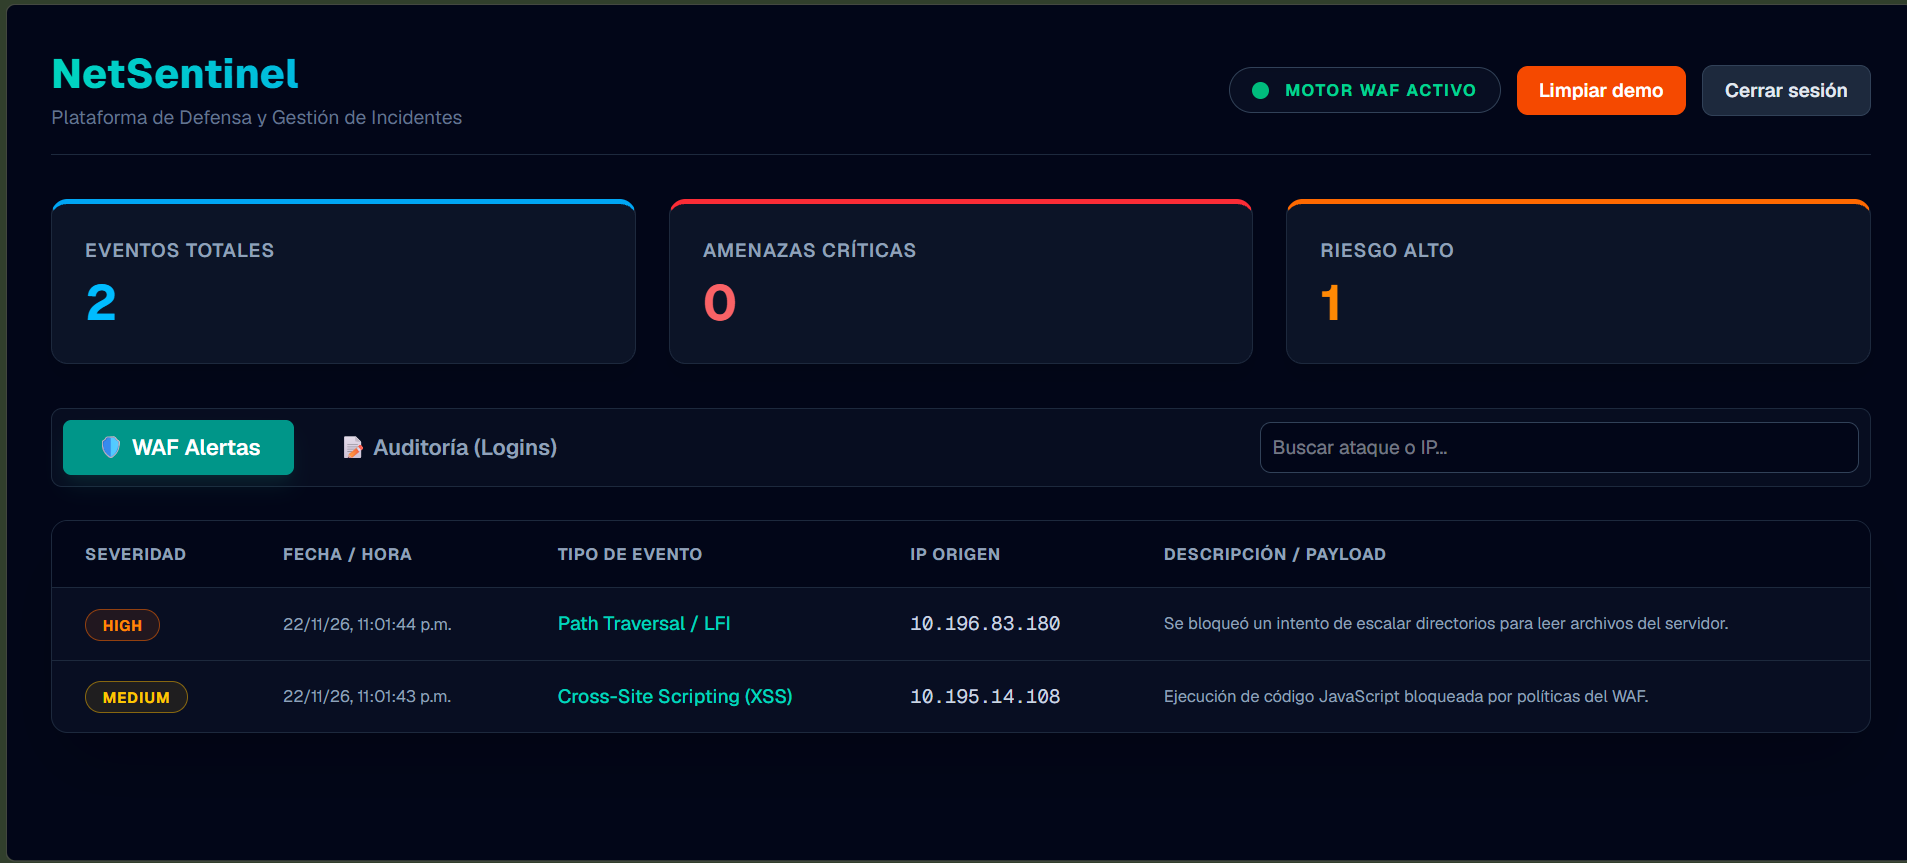 NetSentinel
Plataforma de Defensa y Gestión de Incidentes
MOTOR WAF ACTIVO
Limpiar demo
Cerrar sesión
EVENTOS TOTALES
2
AMENAZAS CRÍTICAS
0
RIESGO ALTO
1
WAF Alertas
Auditoría (Logins)
Buscar ataque o IP...
SEVERIDAD FECHA / HORA TIPO DE EVENTO IP ORIGEN DESCRIPCIÓN / PAYLOAD
HIGH 22/11/26, 11:01:44 p.m. Path Traversal / LFI 10.196.83.180 Se bloqueó un intento de escalar directorios para leer archivos del servidor.
MEDIUM 22/11/26, 11:01:43 p.m. Cross-Site Scripting (XSS) 10.195.14.108 Ejecución de código JavaScript bloqueada por políticas del WAF.